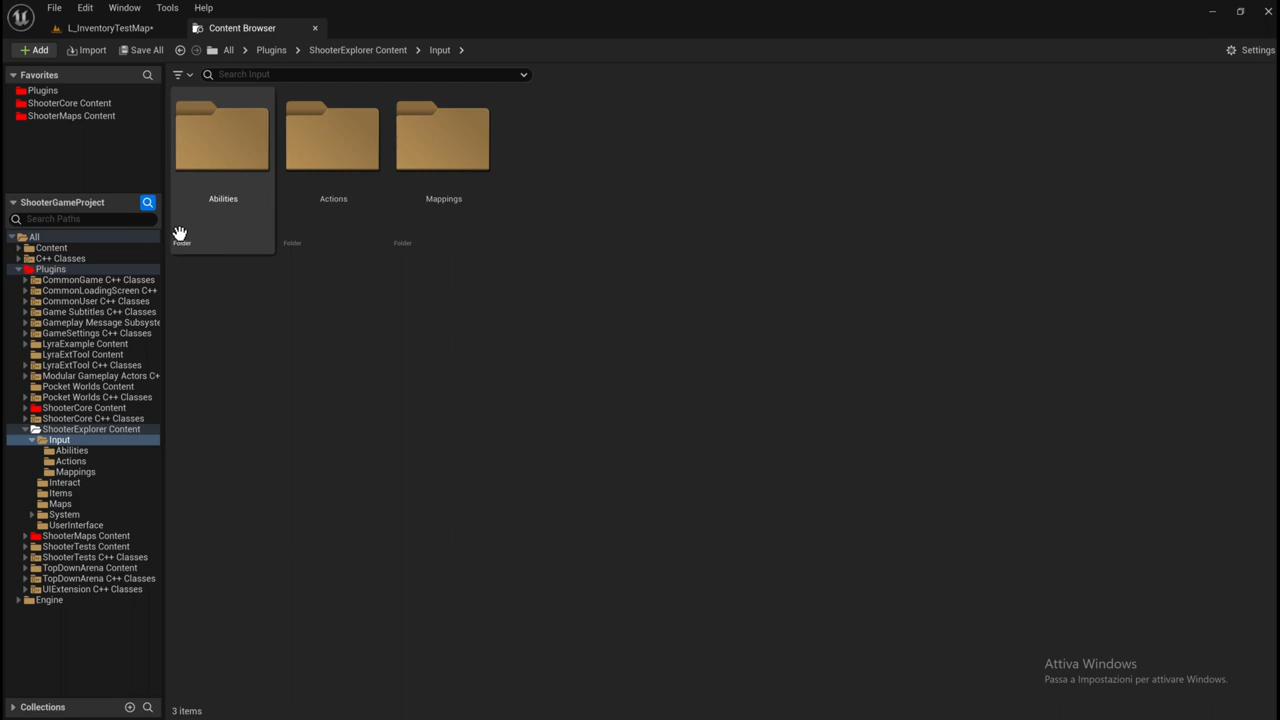 File Edit Window Tools Help
L_InventoryTestMap* Content Browser
Add Import Save All All Plugins ShooterExplorer Content Input Settings
Favorites
Search Input
Plugins
ShooterCore Content
ShooterMaps Content
Abilities Actions Mappings
Folder Folder Folder
ShooterGameProject
Search Paths
All
Content
C++ Classes
Plugins
CommonGame C++ Classes
CommonLoadingScreen C++
CommonUser C++ Classes
Game Subtitles C++ Classes
Gameplay Message Subsyste
GameSettings C++ Classes
LyraExample Content
LyraExtTool Content
LyraExtTool C++ Classes
Modular Gameplay Actors C+
Pocket Worlds Content
Pocket Worlds C++ Classes
ShooterCore Content
ShooterCore C++ Classes
ShooterExplorer Content
Input
Abilities
Actions
Mappings
Interact
Items
Maps
System
UserInterface
ShooterMaps Content
ShooterTests Content
ShooterTests C++ Classes
TopDownArena Content
TopDownArena C++ Classes
UIExtension C++ Classes
Engine
Attiva Windows
Passa a Impostazioni per attivare Windows.
Collections
3 items